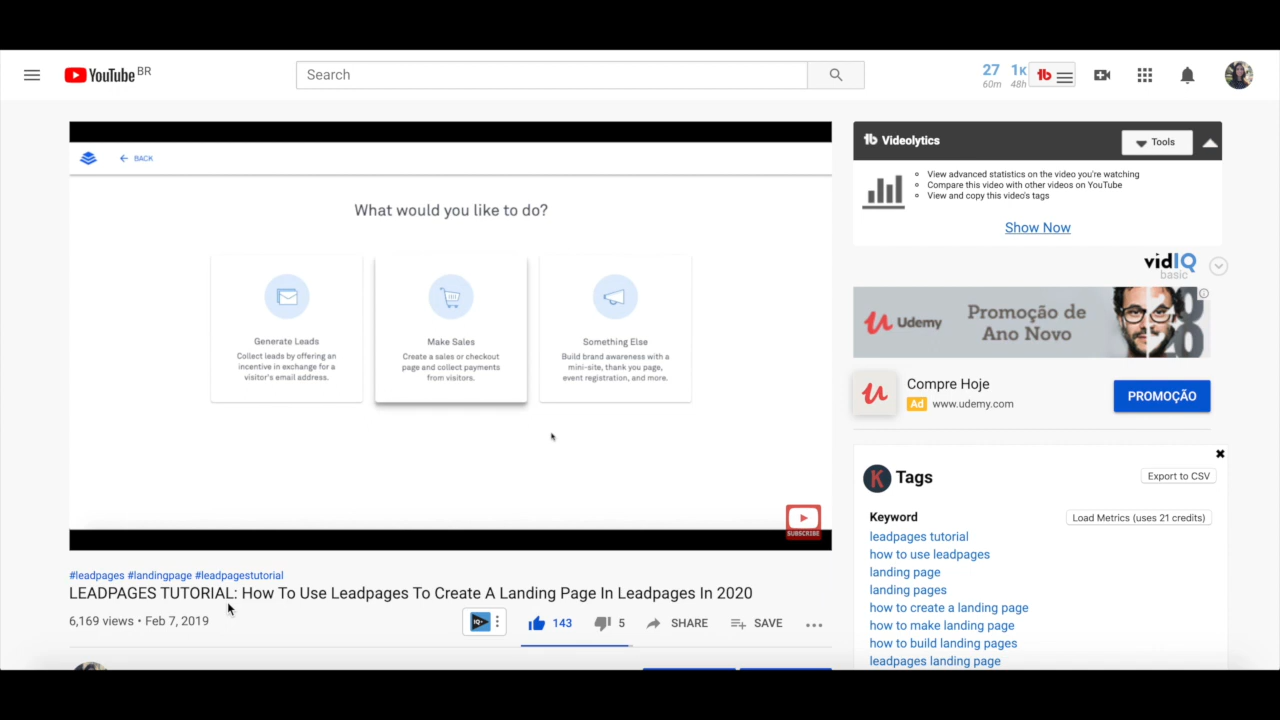 YouTube BR
Search
27 60m
1K 48h
BACK
What would you like to do?
Generate Leads
Collect leads by offering an
incentive in exchange for a
visitor's email address.
Make Sales
Create a sales or checkout
page and collect payments
from visitors.
Something Else
Build brand awareness with a
mini-site, thank you page,
event registration, and more.
SUBSCRIBE
#leadpages #landingpage #leadpagestutorial
LEADPAGES TUTORIAL: How To Use Leadpages To Create A Landing Page In Leadpages In 2020
6,169 views • Feb 7, 2019
IQ
143
5
SHARE
SAVE
Videolytics
Tools
View advanced statistics on the video you're watching
Compare this video with other videos on YouTube
View and copy this video's tags
Show Now
vidIQ
basic
Udemy
Promoção de
Ano Novo
Compre Hoje
Ad www.udemy.com
PROMOÇÃO
K Tags
Export to CSV
Keyword
Load Metrics (uses 21 credits)
leadpages tutorial
how to use leadpages
landing page
landing pages
how to create a landing page
how to make landing page
how to build landing pages
leadpages landing page